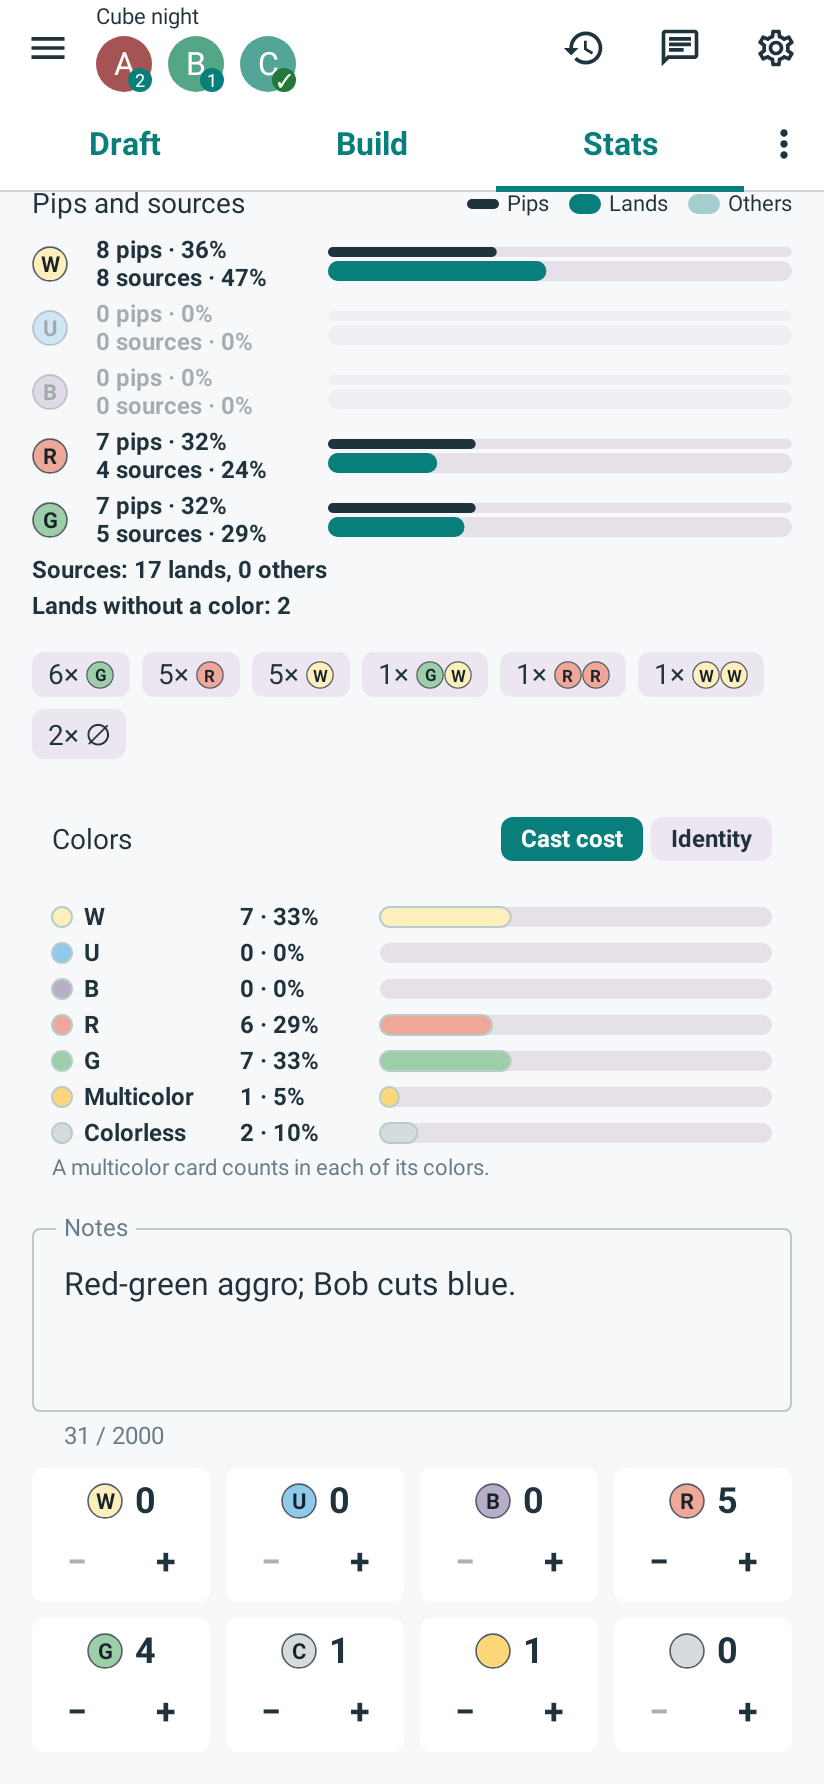 Cube night
A 2 B 1 C ✓
Draft Build Stats
Pips and sources Pips Lands Others
W 8 pips · 36%
8 sources · 47%
U 0 pips · 0%
0 sources · 0%
B 0 pips · 0%
0 sources · 0%
R 7 pips · 32%
4 sources · 24%
G 7 pips · 32%
5 sources · 29%
Sources: 17 lands, 0 others
Lands without a color: 2
6× G 5× R 5× W 1× G W 1× R R 1× W W
2× ∅
Colors Cast cost Identity
W 7 · 33%
U 0 · 0%
B 0 · 0%
R 6 · 29%
G 7 · 33%
Multicolor 1 · 5%
Colorless 2 · 10%
A multicolor card counts in each of its colors.
Notes
Red-green aggro; Bob cuts blue.
31 / 2000
W 0 U 0 B 0 R 5
− + − + − + − +
G 4 C 1 1 0
− + − + − + − +